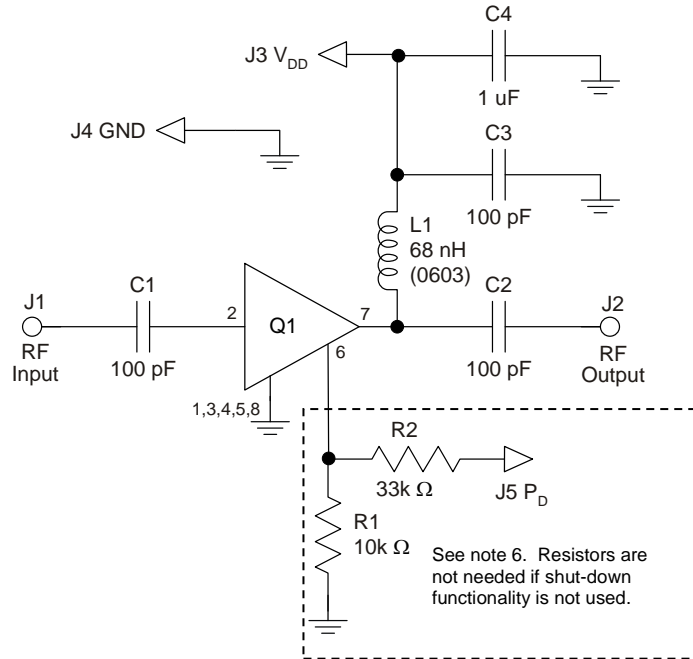 C4
J3 V_DD
1 uF
J4 GND
C3
100 pF
L1
68 nH
(0603)
J1
C1
2
Q1
7
C2
J2
RF
Input
100 pF
6
100 pF
RF
Output
1,3,4,5,8
R2
33k Ω
J5 P_D
R1
10k Ω
See note 6. Resistors are
not needed if shut-down
functionality is not used.